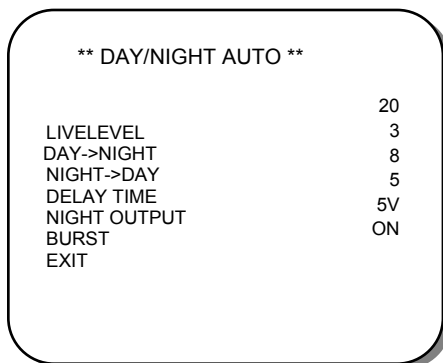 ** DAY/NIGHT AUTO **
20
LIVELEVEL 3
DAY->NIGHT 8
NIGHT->DAY 5
DELAY TIME 5V
NIGHT OUTPUT ON
BURST
EXIT